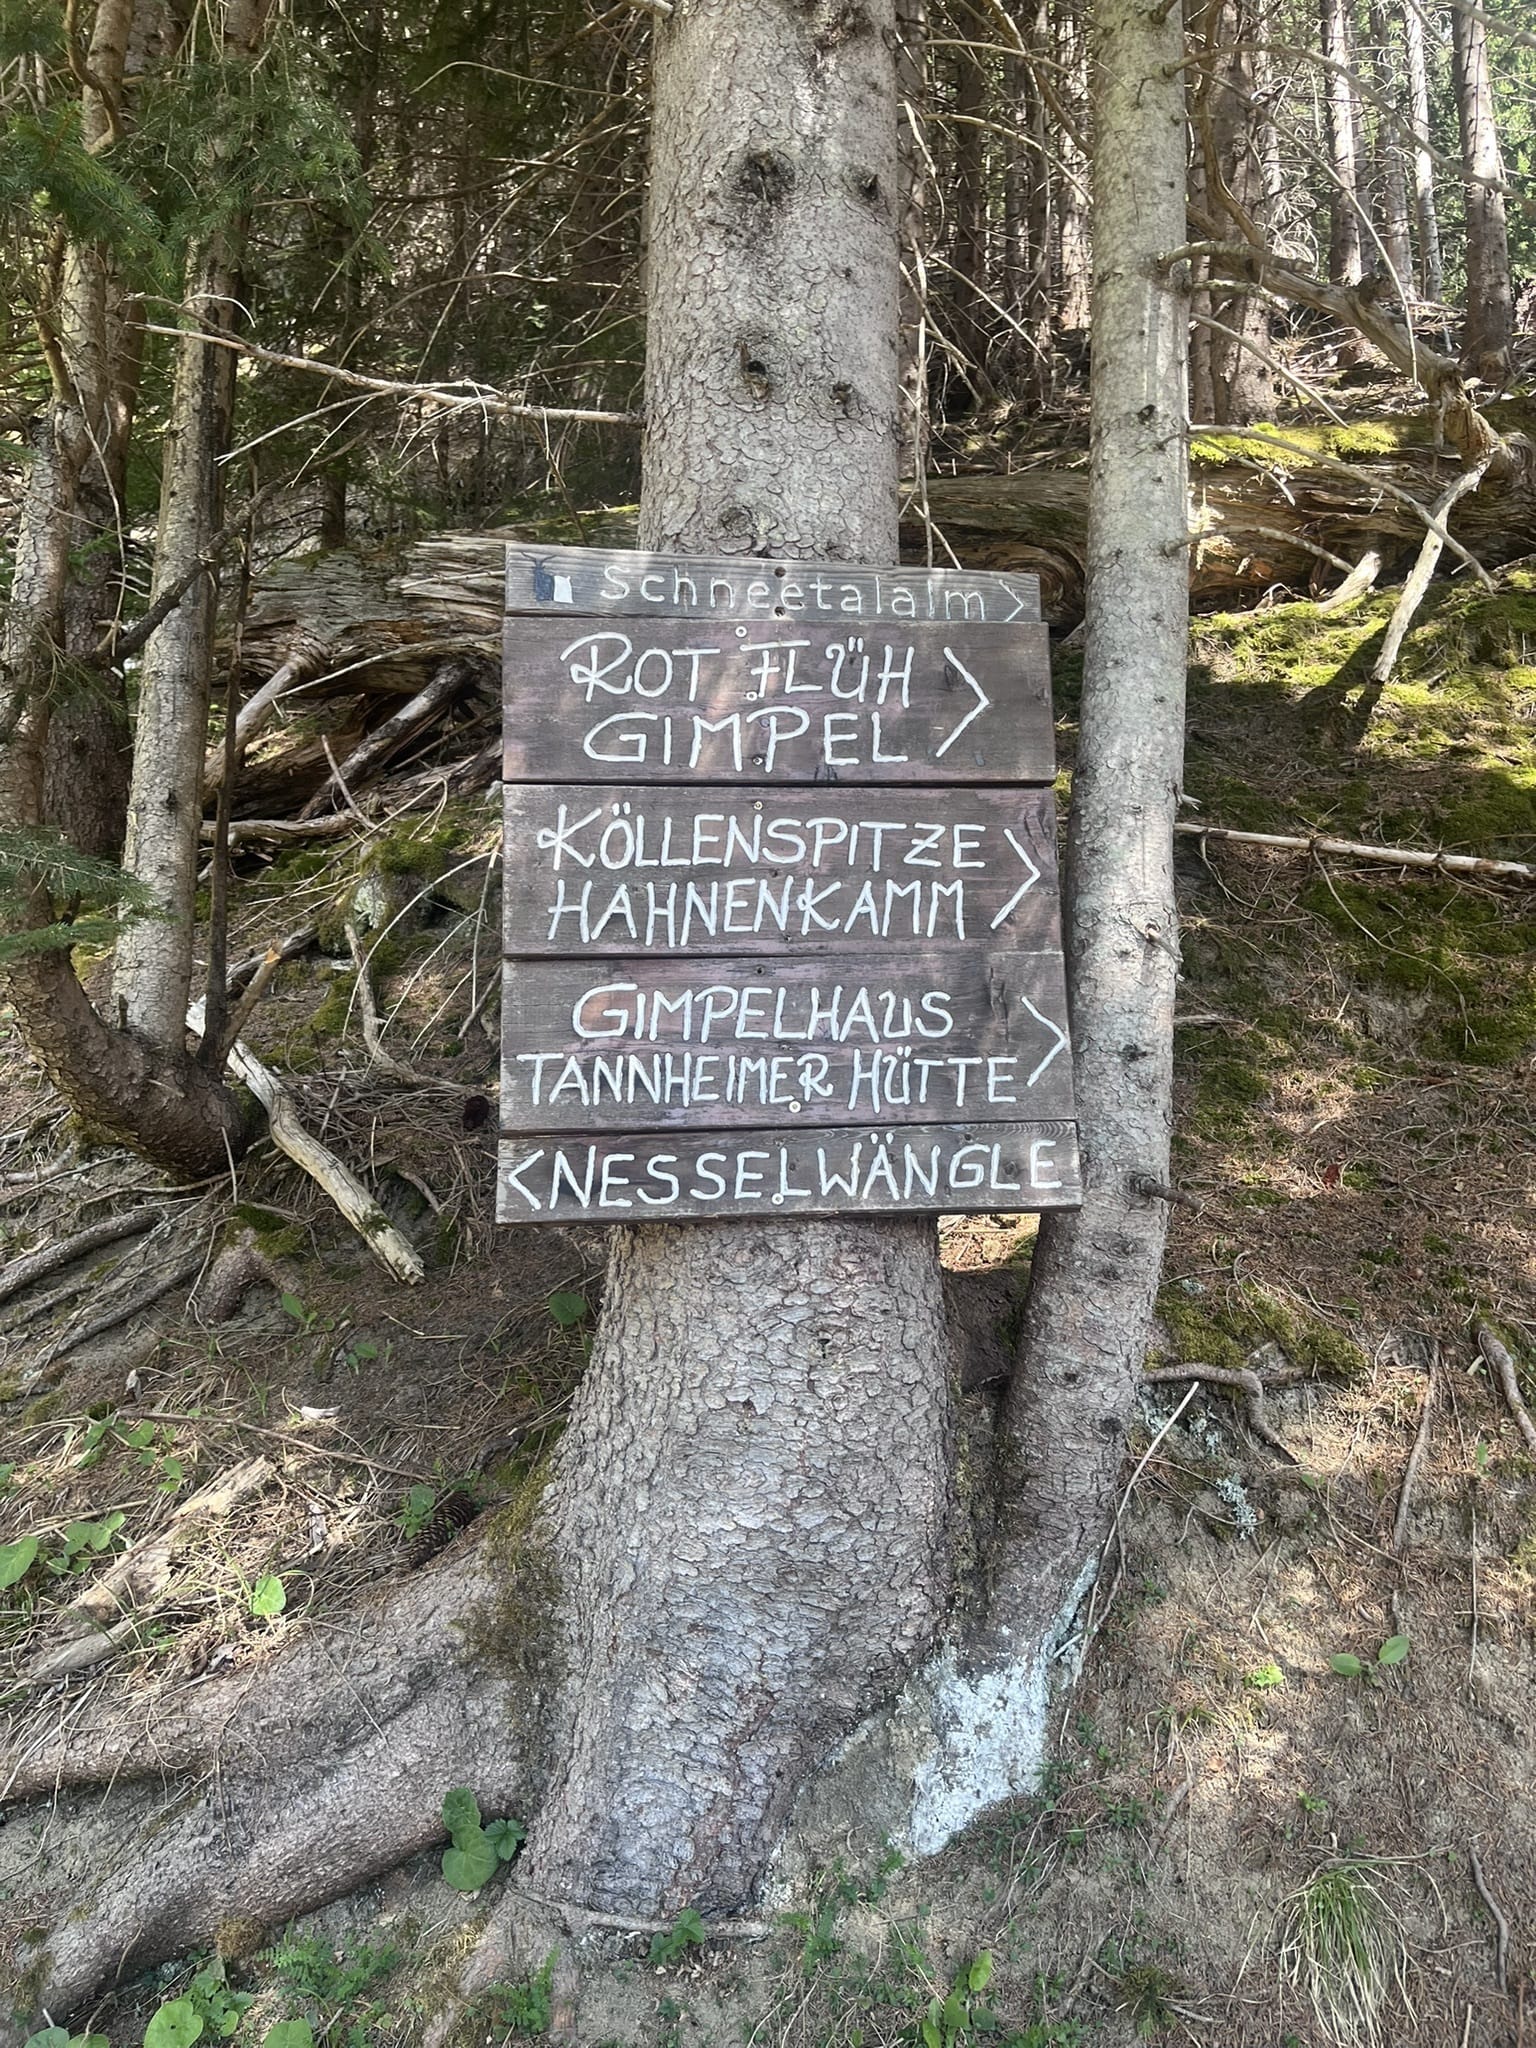 Schneetalalm >
ROT FLÜH
GIMPEL >
KÖLLENSPITZE
HAHNENKAMM >
GIMPELHAUS
TANNHEIMER HÜTTE >
< NESSELWÄNGLE